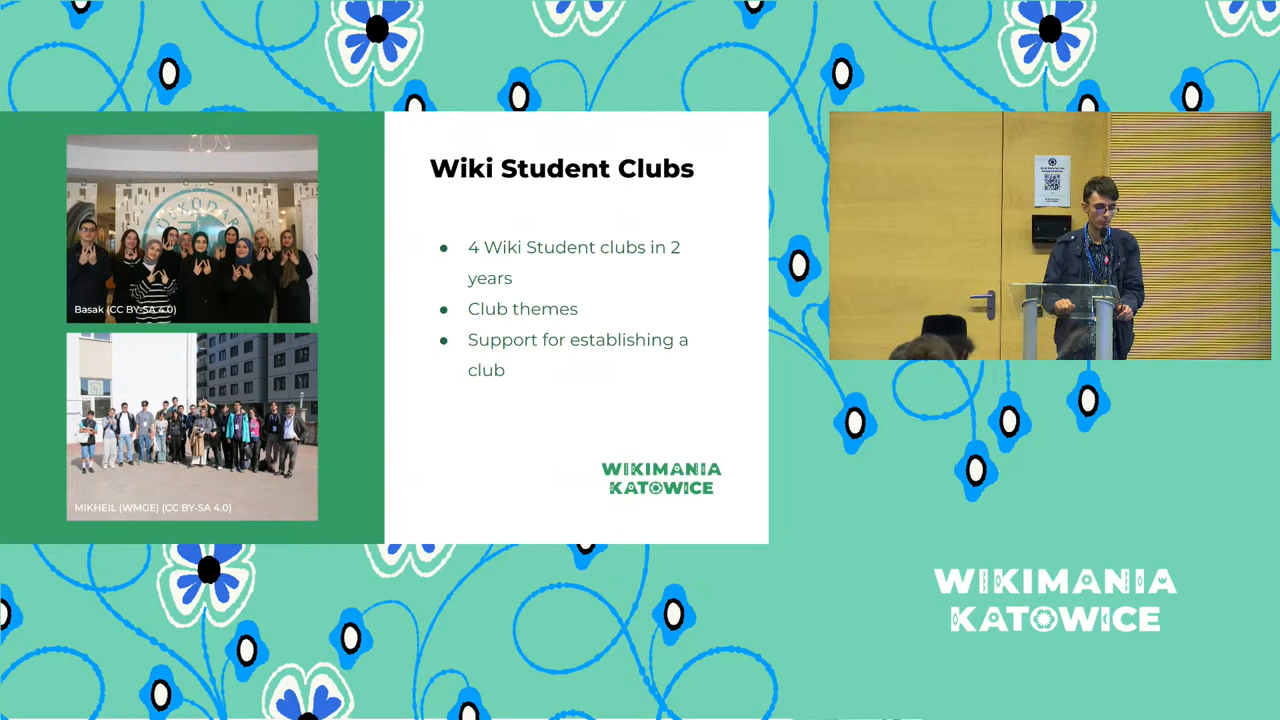 ÜSKÜDAR
Basak (CC BY-SA 4.0)
MIKHEIL (WMGE) (CC BY-SA 4.0)
Wiki Student Clubs
● 4 Wiki Student clubs in 2
years
● Club themes
● Support for establishing a
club
WIKIMANIA
KATOWICE
WIKIMANIA
KATOWICE